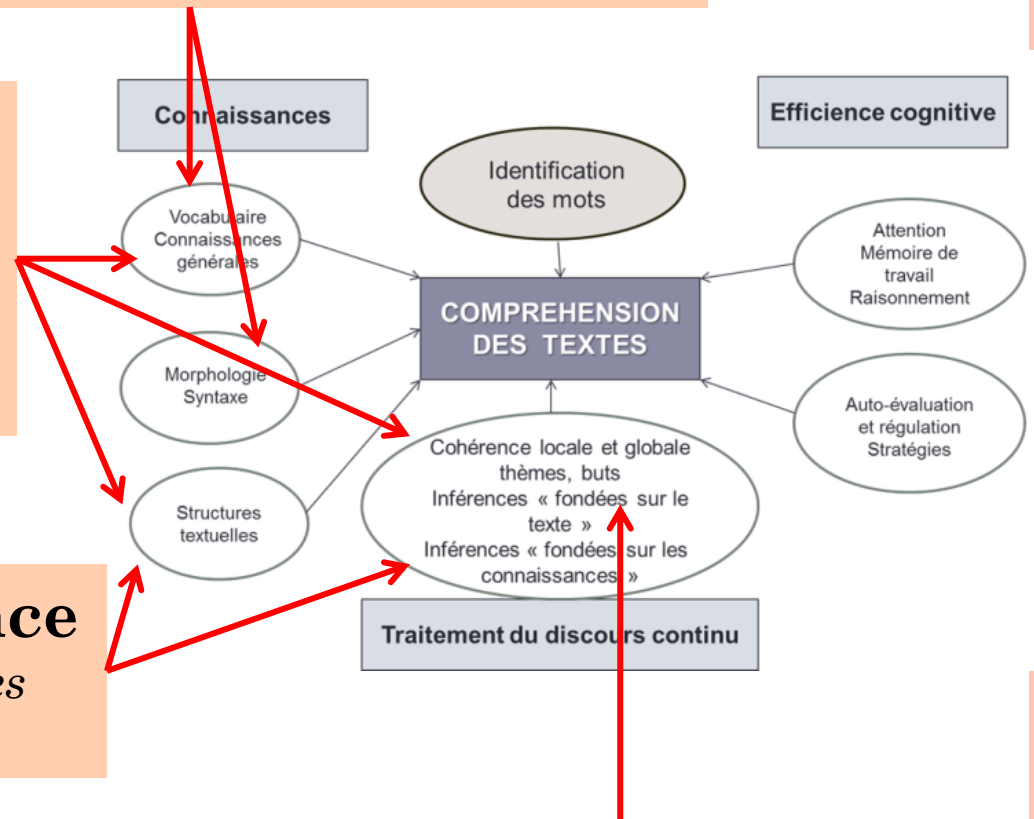 Connaissances
Efficience cognitive
Identification
des mots
Vocabulaire
Connaissances
générales
Attention
Mémoire de
travail
Raisonnement
COMPREHENSION
DES TEXTES
Morphologie
Syntaxe
Auto-évaluation
et régulation
Stratégies
Cohérence locale et globale
thèmes, buts
Inférences « fondées sur le
texte »
Inférences « fondées sur les
connaissances »
Structures
textuelles
Traitement du discours continu